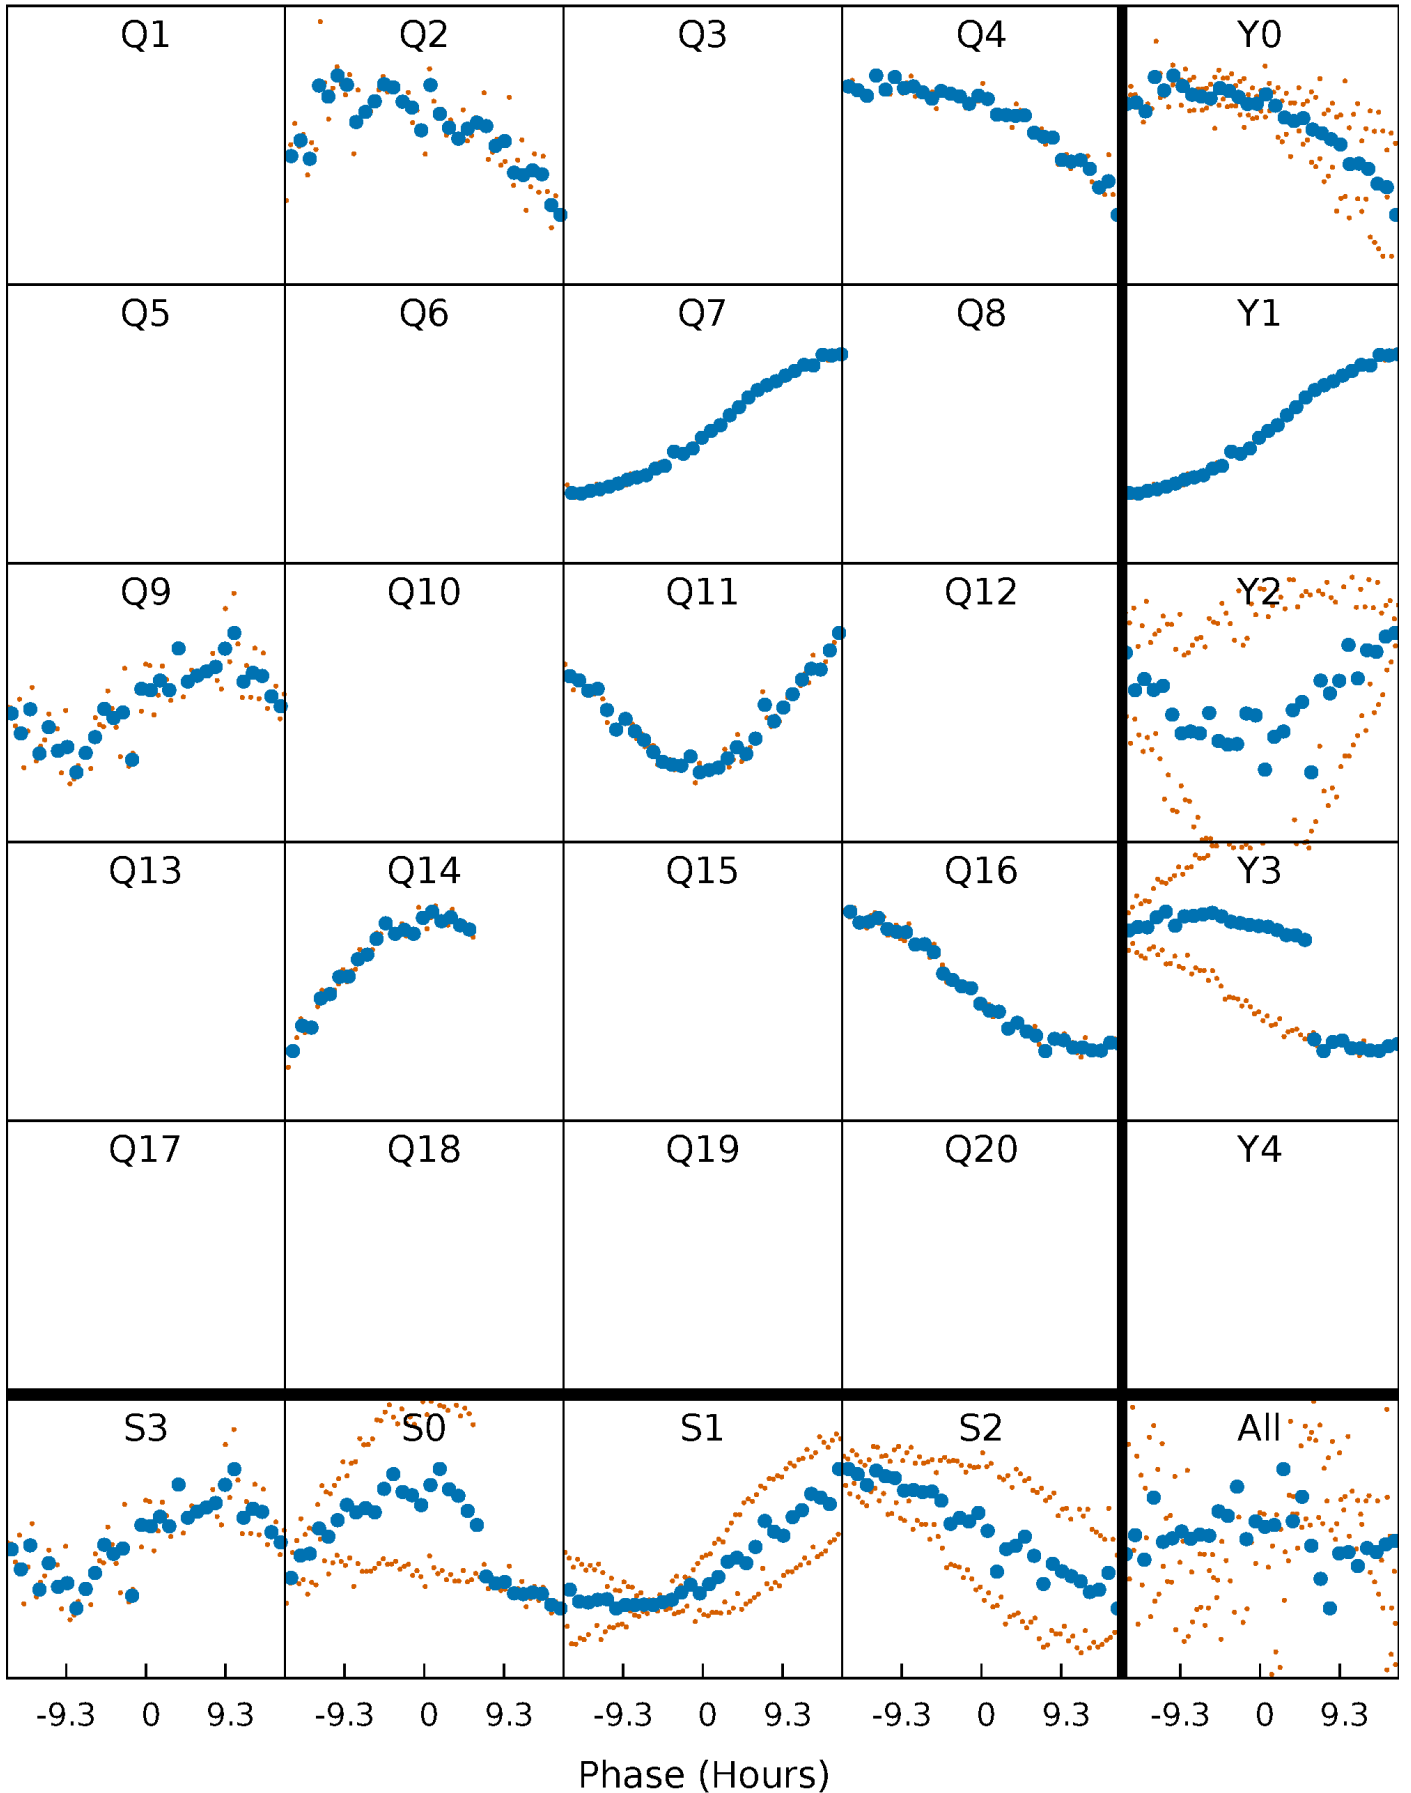 Q1 Q2 Q3 Q4 Y0
Q5 Q6 Q7 Q8 Y1
Q9 Q10 Q11 Q12 Y2
Q13 Q14 Q15 Q16 Y3
Q17 Q18 Q19 Q20 Y4
S3 S0 S1 S2 All
-9.3 0 9.3 -9.3 0 9.3 -9.3 0 9.3 -9.3 0 9.3 -9.3 0 9.3
Phase (Hours)